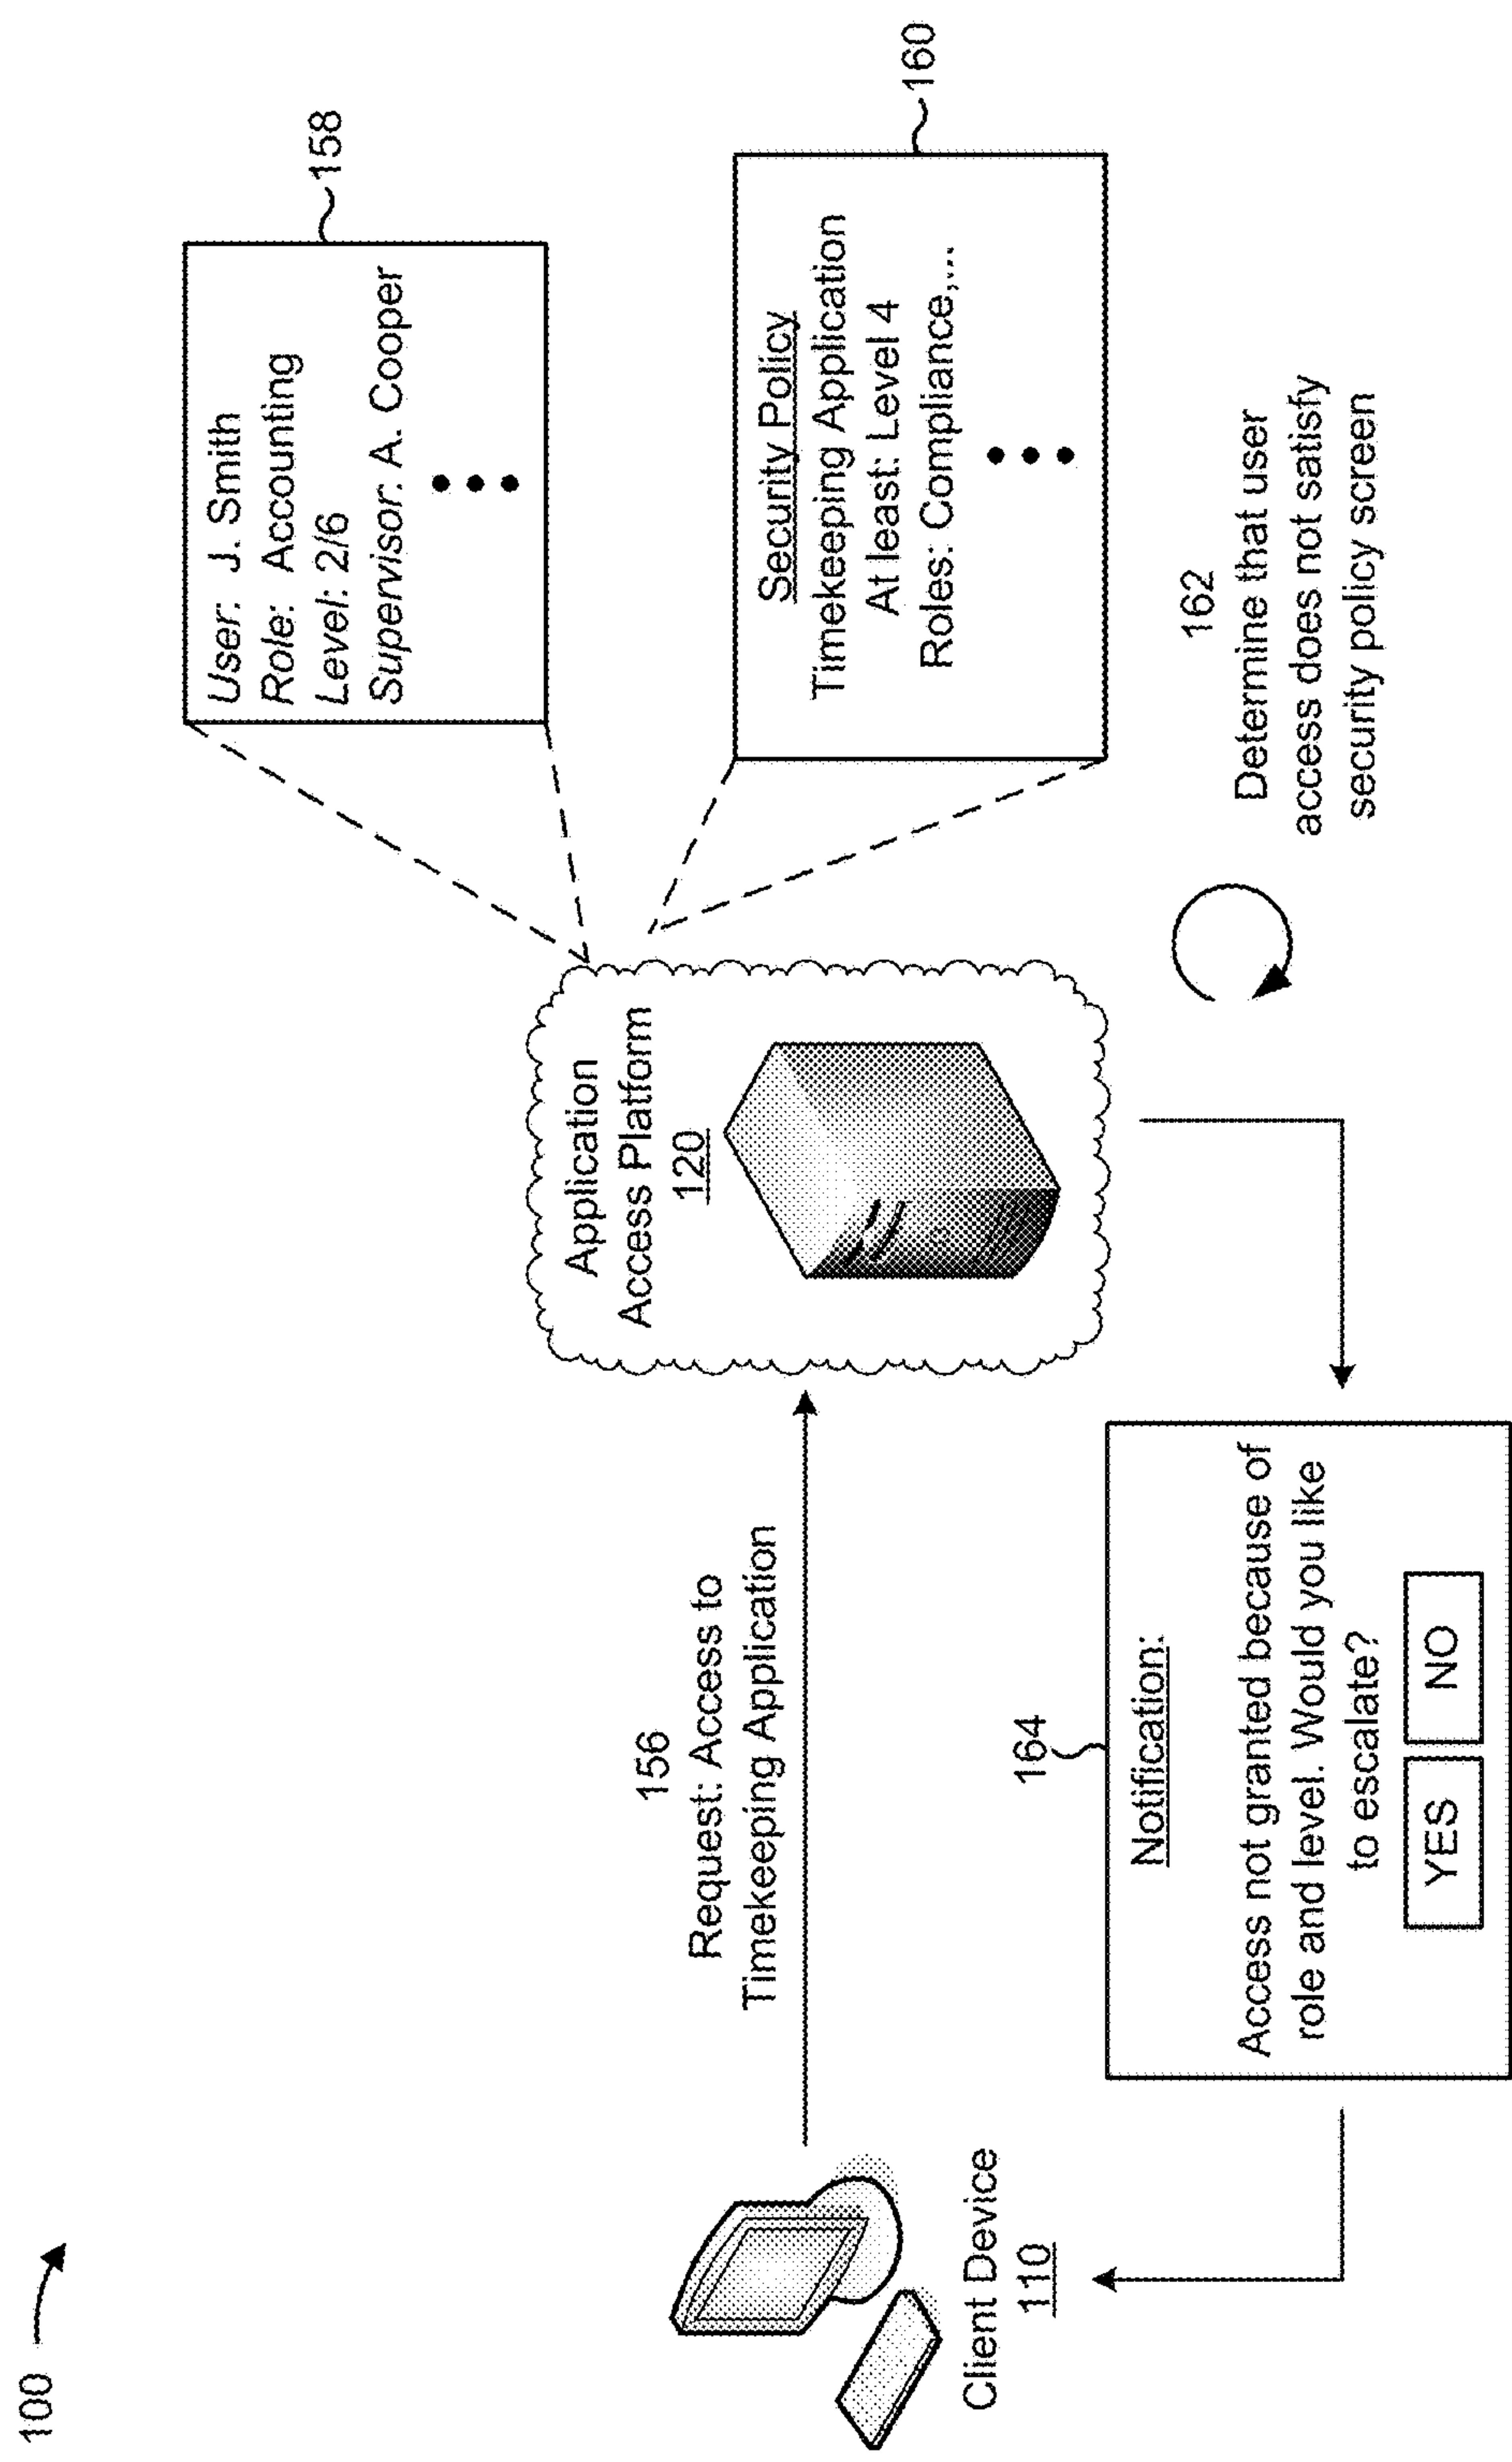 100
158
User: J. Smith
Role: Accounting
Level: 2/6
Supervisor: A. Cooper
156
Request: Access to
Timekeeping Application
Application
Access Platform
120
160
Security Policy
Timekeeping Application
At least: Level 4
Roles: Compliance,...
Client Device
110
164
Notification:
Access not granted because of
role and level. Would you like
to escalate?
YES
NO
162
Determine that user
access does not satisfy
security policy screen